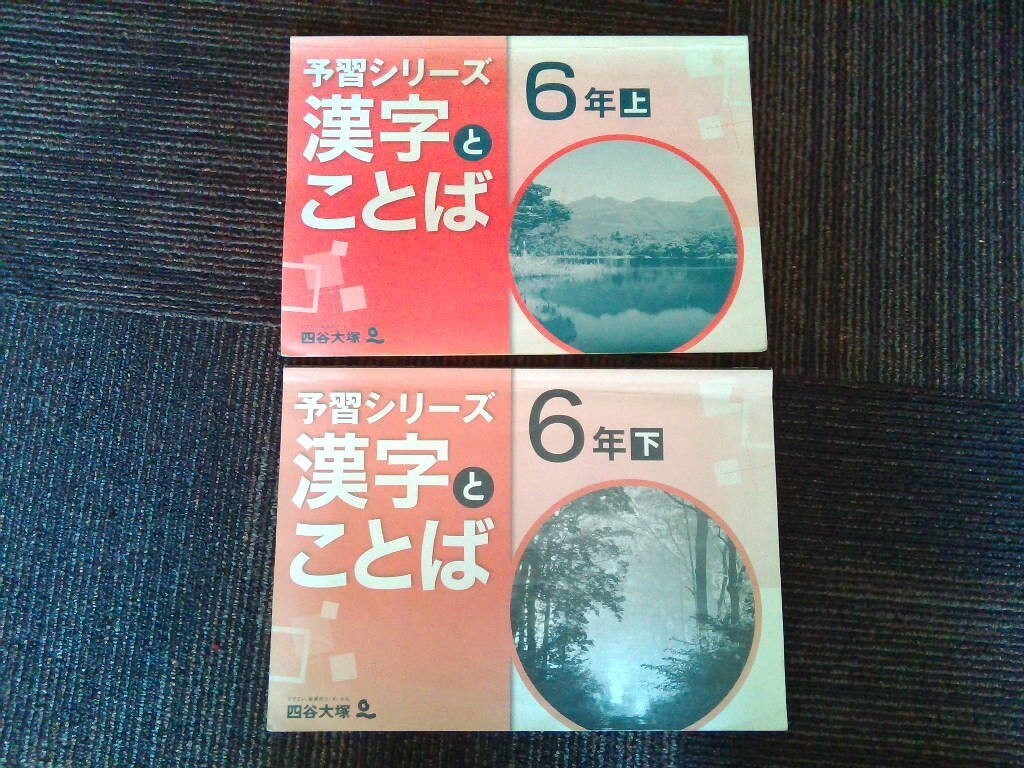 予習シリーズ
漢字と
ことば
6年上
四谷大塚
予習シリーズ
漢字と
ことば
6年下
四谷大塚